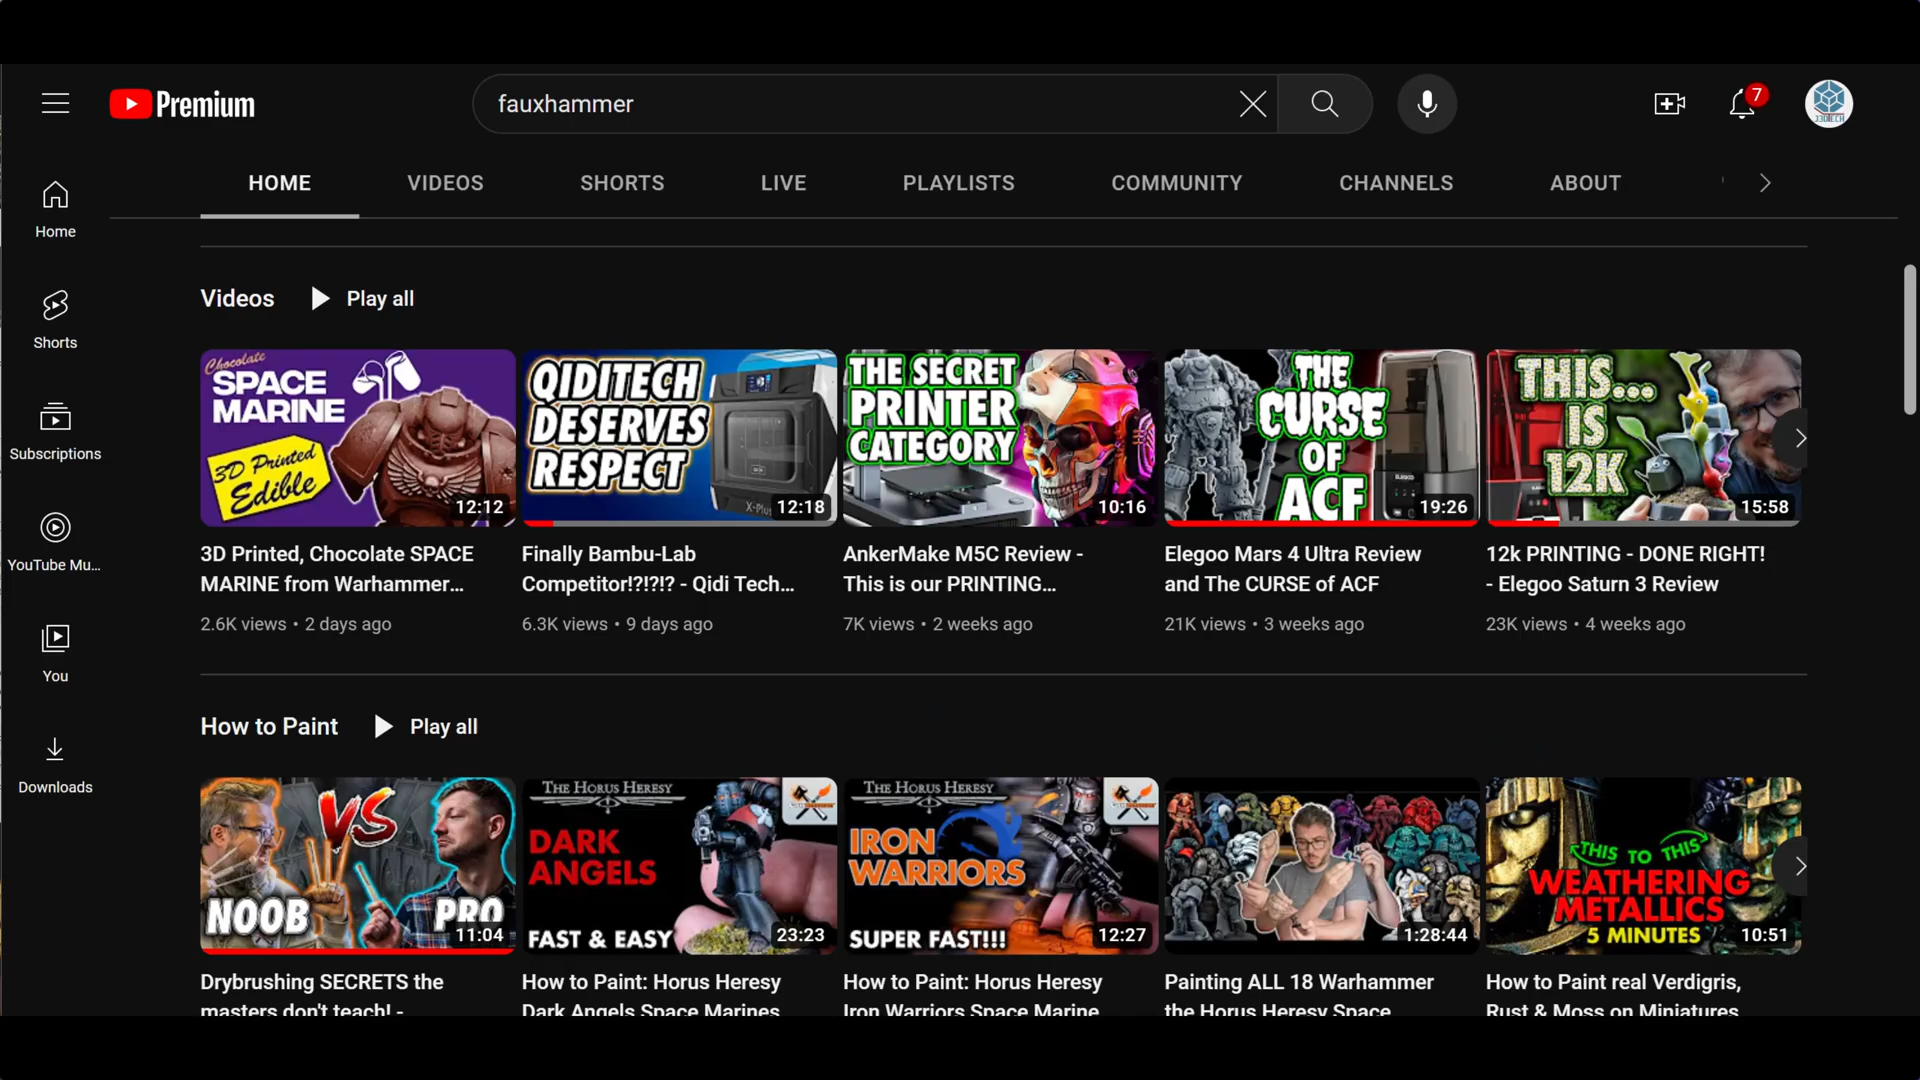 Premium
fauxhammer
7
J3DTECH
HOME
VIDEOS
SHORTS
LIVE
PLAYLISTS
COMMUNITY
CHANNELS
ABOUT
Home
Shorts
Subscriptions
YouTube Mu...
You
Downloads
Videos
Play all
Chocolate
SPACE
MARINE
3D Printed
Edible
12:12
QIDITECH
DESERVES
RESPECT
X-Plus
12:18
THE SECRET
PRINTER
CATEGORY
10:16
THE
CURSE
OF
ACF
ELEGOO
19:26
THIS...
IS
12K
15:58
3D Printed, Chocolate SPACE
MARINE from Warhammer...
2.6K views • 2 days ago
Finally Bambu-Lab
Competitor!?!?!? - Qidi Tech...
6.3K views • 9 days ago
AnkerMake M5C Review -
This is our PRINTING...
7K views • 2 weeks ago
Elegoo Mars 4 Ultra Review
and The CURSE of ACF
21K views • 3 weeks ago
12k PRINTING - DONE RIGHT!
- Elegoo Saturn 3 Review
23K views • 4 weeks ago
How to Paint
Play all
VS
NOOB
PRO
11:04
THE HORUS HERESY
DARK
ANGELS
FAST & EASY
23:23
THE HORUS HERESY
IRON
WARRIORS
SUPER FAST!!!
12:27
1:28:44
THIS TO THIS
WEATHERING
METALLICS
5 MINUTES
10:51
Drybrushing SECRETS the
masters don't teach! -
How to Paint: Horus Heresy
Dark Angels Space Marines
How to Paint: Horus Heresy
Iron Warriors Space Marine
Painting ALL 18 Warhammer
the Horus Heresy Space
How to Paint real Verdigris,
Rust & Moss on Miniatures